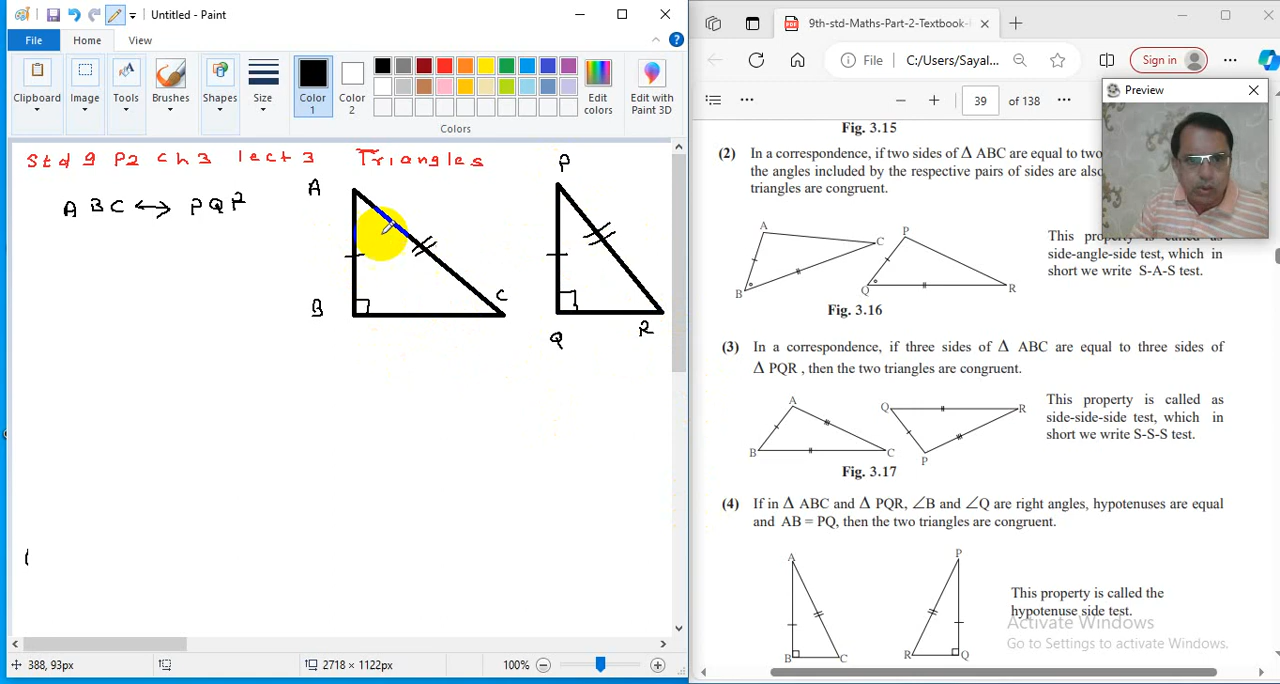 Untitled - Paint
File
Home
View
Clipboard
Image
Tools
Brushes
Shapes
Size
Color 1
Color 2
Edit colors
Edit with Paint 3D
Colors
Std 9 P2 Ch 3 lect 3 Triangles
A B C ↔ P Q R
A
B
C
P
Q
R
388, 93px
2718 × 1122px
100%
9th-std-Maths-Part-2-Textbook-
File
C:/Users/Sayal...
Sign in
39
of 138
Preview
Fig. 3.15
(2) In a correspondence, if two sides of Δ ABC are equal to two
the angles included by the respective pairs of sides are also
triangles are congruent.
A
B
C
P
Q
R
This property is called as
side-angle-side test, which in
short we write S-A-S test.
Fig. 3.16
(3) In a correspondence, if three sides of Δ ABC are equal to three sides of
Δ PQR , then the two triangles are congruent.
A
B
C
Q
R
P
This property is called as
side-side-side test, which in
short we write S-S-S test.
Fig. 3.17
(4) If in Δ ABC and Δ PQR, ∠B and ∠Q are right angles, hypotenuses are equal
and AB = PQ, then the two triangles are congruent.
A
B
C
P
R
Q
This property is called the
hypotenuse side test.
Activate Windows
Go to Settings to activate Windows.